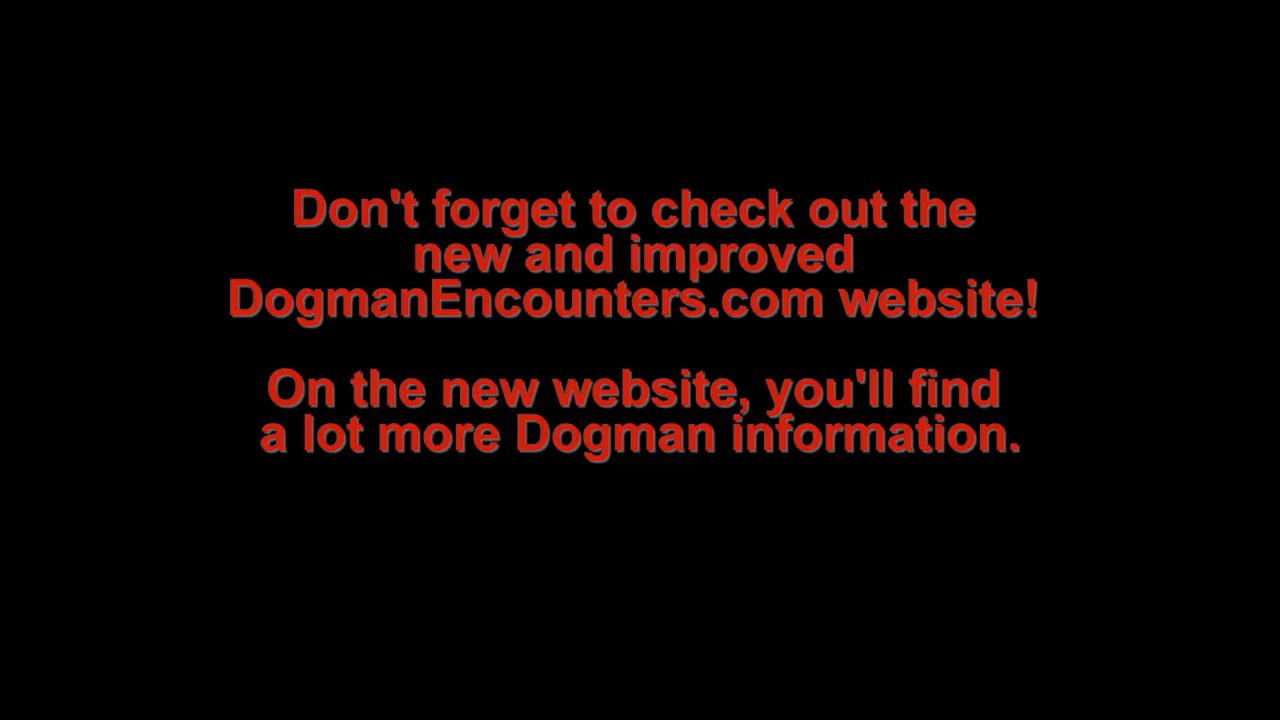 Don't forget to check out the
new and improved
DogmanEncounters.com website!
On the new website, you'll find
a lot more Dogman information.